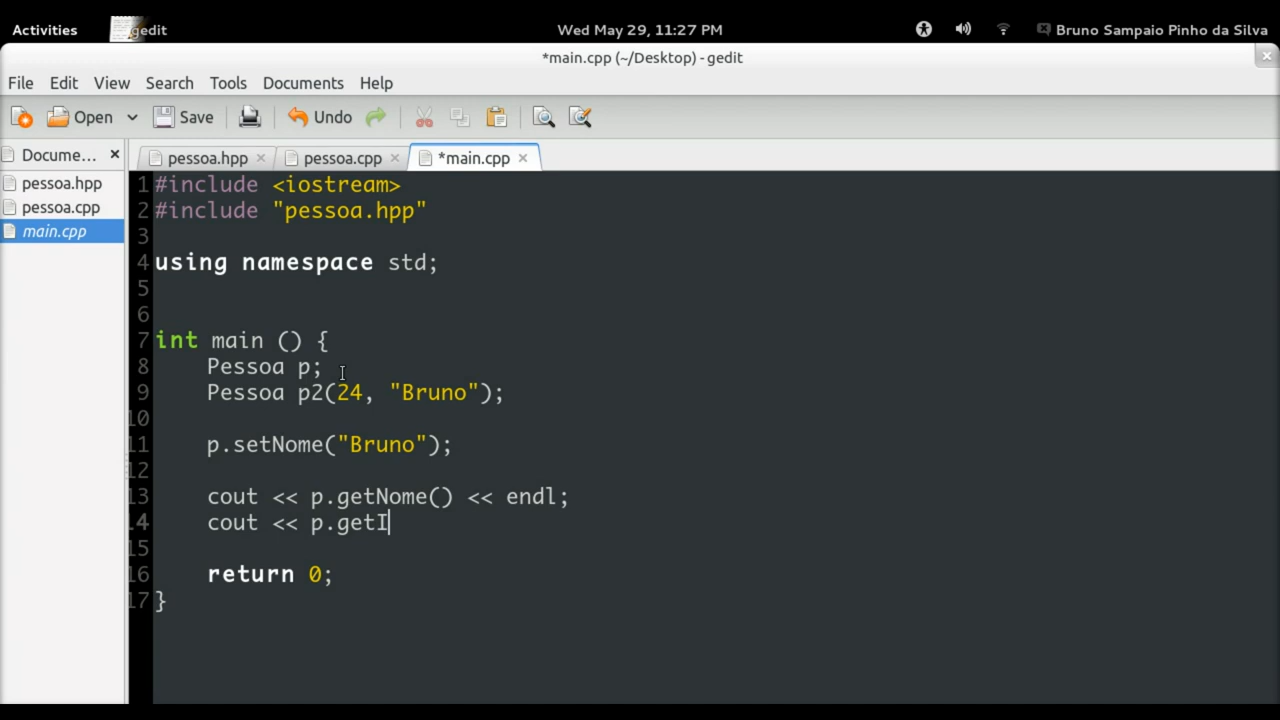 Activities gedit Wed May 29, 11:27 PM Bruno Sampaio Pinho da Silva
*main.cpp (~/Desktop) - gedit
File Edit View Search Tools Documents Help
Open Save Undo
Docume... pessoa.hpp pessoa.cpp *main.cpp
pessoa.hpp
pessoa.cpp
main.cpp
1 #include <iostream>
2 #include "pessoa.hpp"
3
4 using namespace std;
5
6
7 int main () {
8 Pessoa p;
9 Pessoa p2(24, "Bruno");
10
11 p.setNome("Bruno");
12
13 cout << p.getNome() << endl;
14 cout << p.getI
15
16 return 0;
17 }